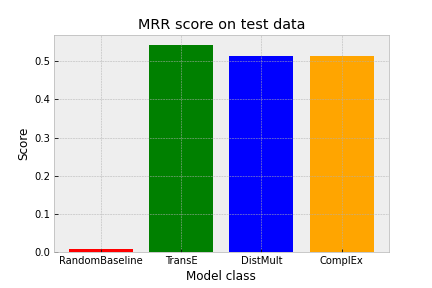 MRR score on test data
0.5
0.4
0.3
0.2
0.1
0.0
Score
RandomBaseline TransE DistMult ComplEx
Model class